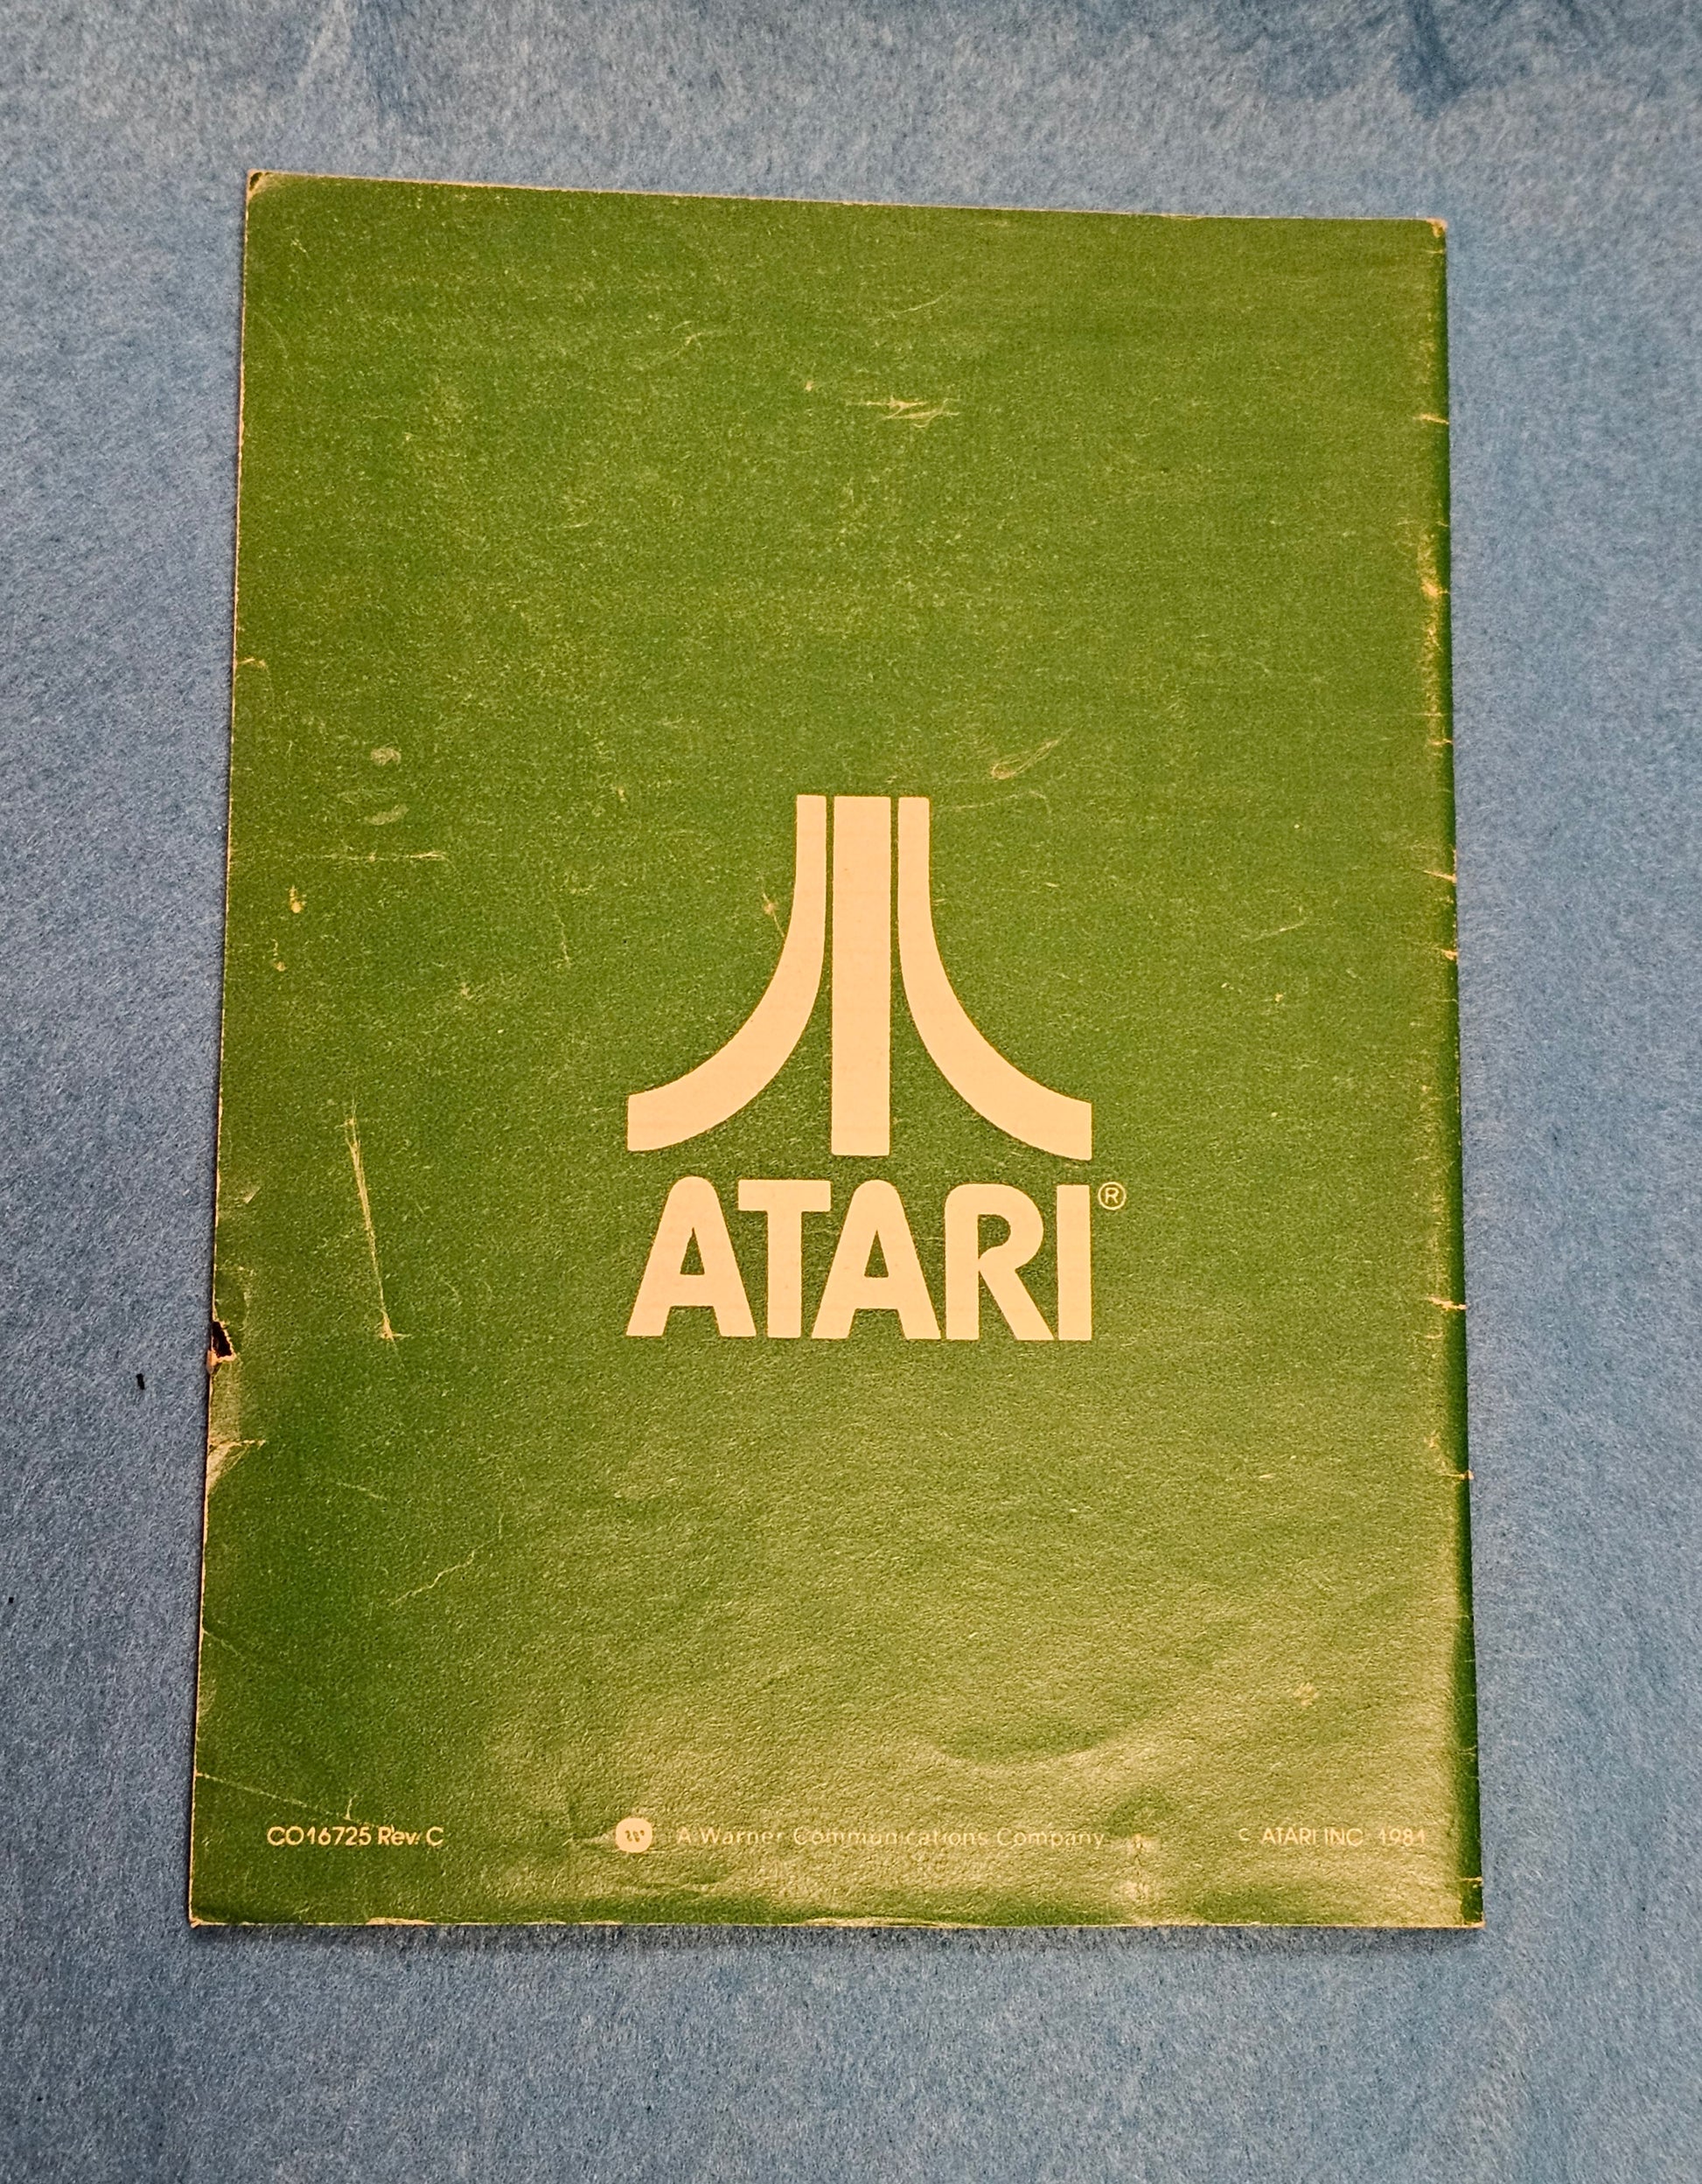 ATARI®
CO16725 Rev. C
A Warner Communications Company
© ATARI INC. 1981